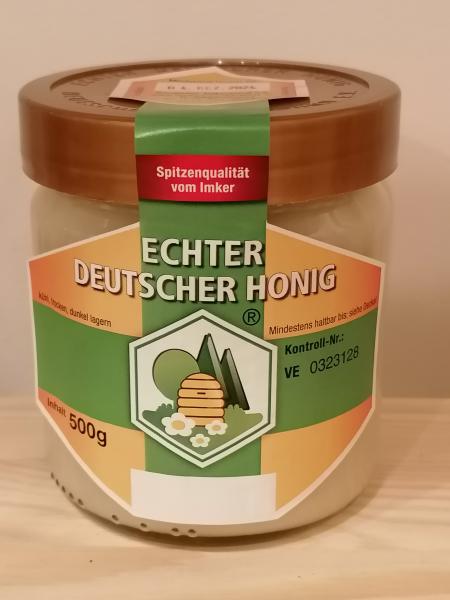 Spitzenqualität
vom Imker
ECHTER
DEUTSCHER HONIG
®
kühl, trocken, dunkel lagern
Mindestens haltbar bis: siehe Deckel
Kontroll-Nr.:
VE 0323128
Inhalt 500g